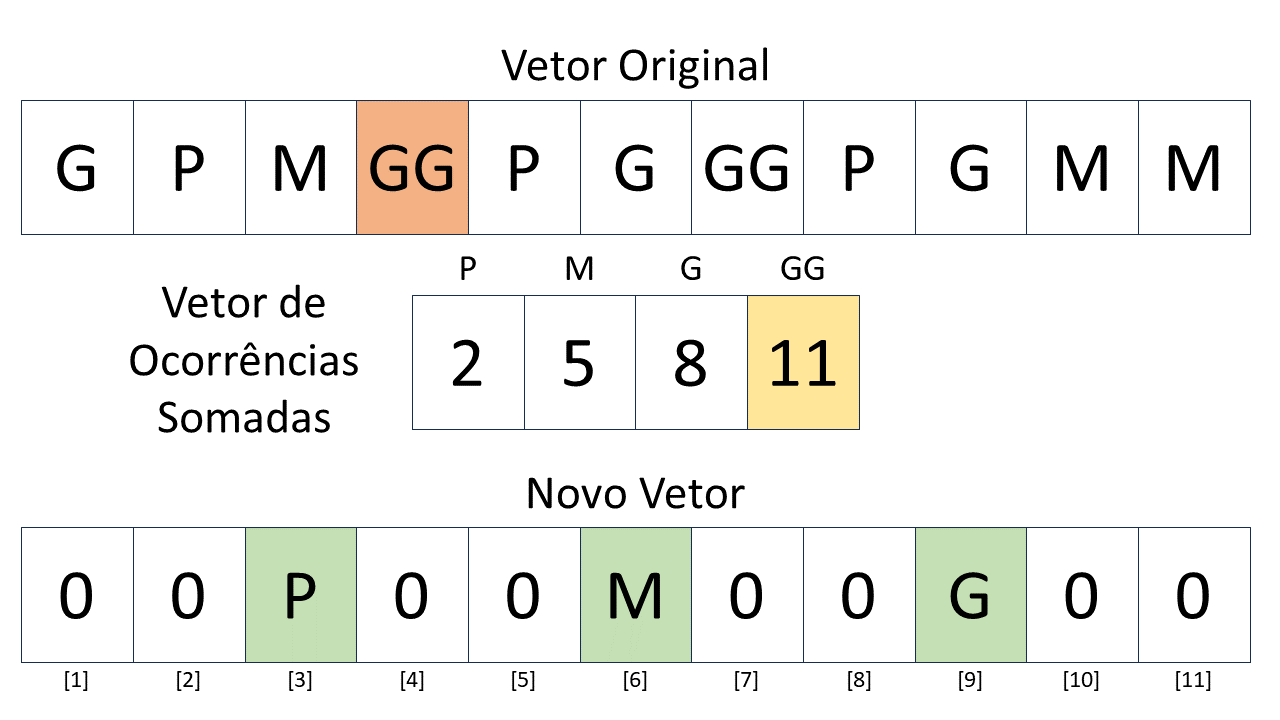 Vetor Original
G P M GG P G GG P G M M
P M G GG
Vetor de
Ocorrências
Somadas
2 5 8 11
Novo Vetor
0 0 P 0 0 M 0 0 G 0 0
[1] [2] [3] [4] [5] [6] [7] [8] [9] [10] [11]